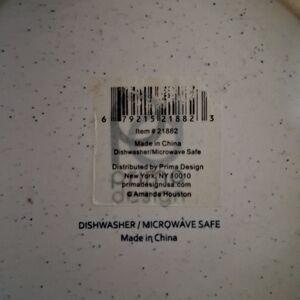 6 79215 21882 3
Item # 21882
Made in China
Dishwasher/Microwave Safe
Distributed by Prima Design
New York, NY 10010
primadesignusa.com
© Amanda Houston
design
DISHWASHER / MICROWAVE SAFE
Made in China